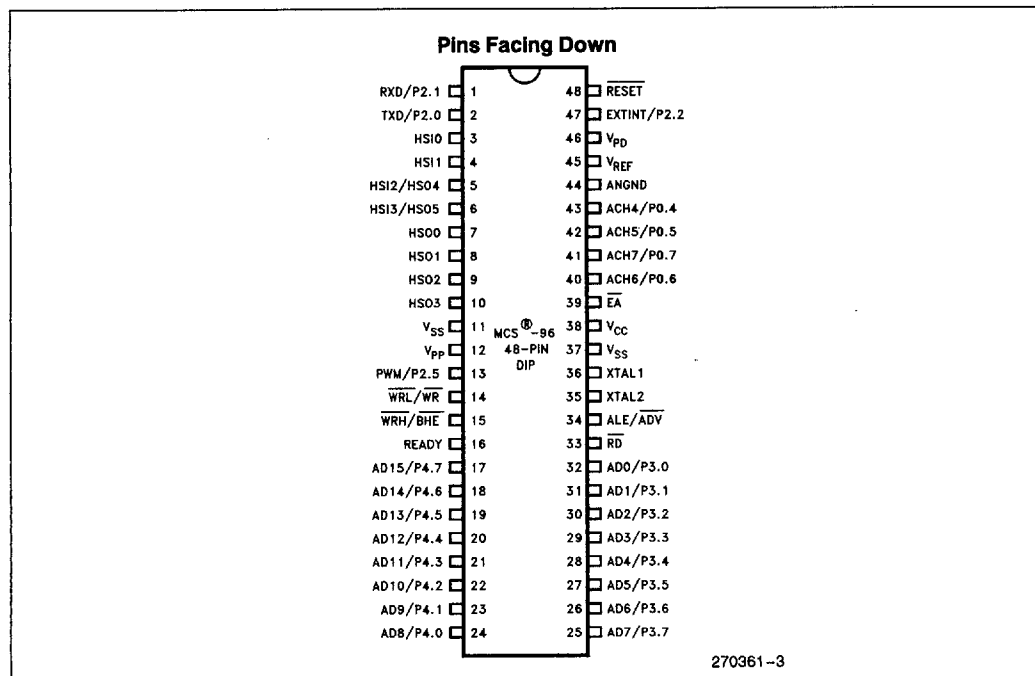 Pins Facing Down
RXD/P2.1 1 48 RESET
TXD/P2.0 2 47 EXTINT/P2.2
HSI0 3 46 VPD
HSI1 4 45 VREF
HSI2/HSO4 5 44 ANGND
HSI3/HSO5 6 43 ACH4/P0.4
HSO0 7 42 ACH5/P0.5
HSO1 8 41 ACH7/P0.7
HSO2 9 40 ACH6/P0.6
HSO3 10 39 EA
VSS 11 38 VCC
VPP 12 37 VSS
PWM/P2.5 13 36 XTAL1
WRL/WR 14 35 XTAL2
WRH/BHE 15 34 ALE/ADV
READY 16 33 RD
AD15/P4.7 17 32 AD0/P3.0
AD14/P4.6 18 31 AD1/P3.1
AD13/P4.5 19 30 AD2/P3.2
AD12/P4.4 20 29 AD3/P3.3
AD11/P4.3 21 28 AD4/P3.4
AD10/P4.2 22 27 AD5/P3.5
AD9/P4.1 23 26 AD6/P3.6
AD8/P4.0 24 25 AD7/P3.7
MCS®-96
48-PIN
DIP
270361-3